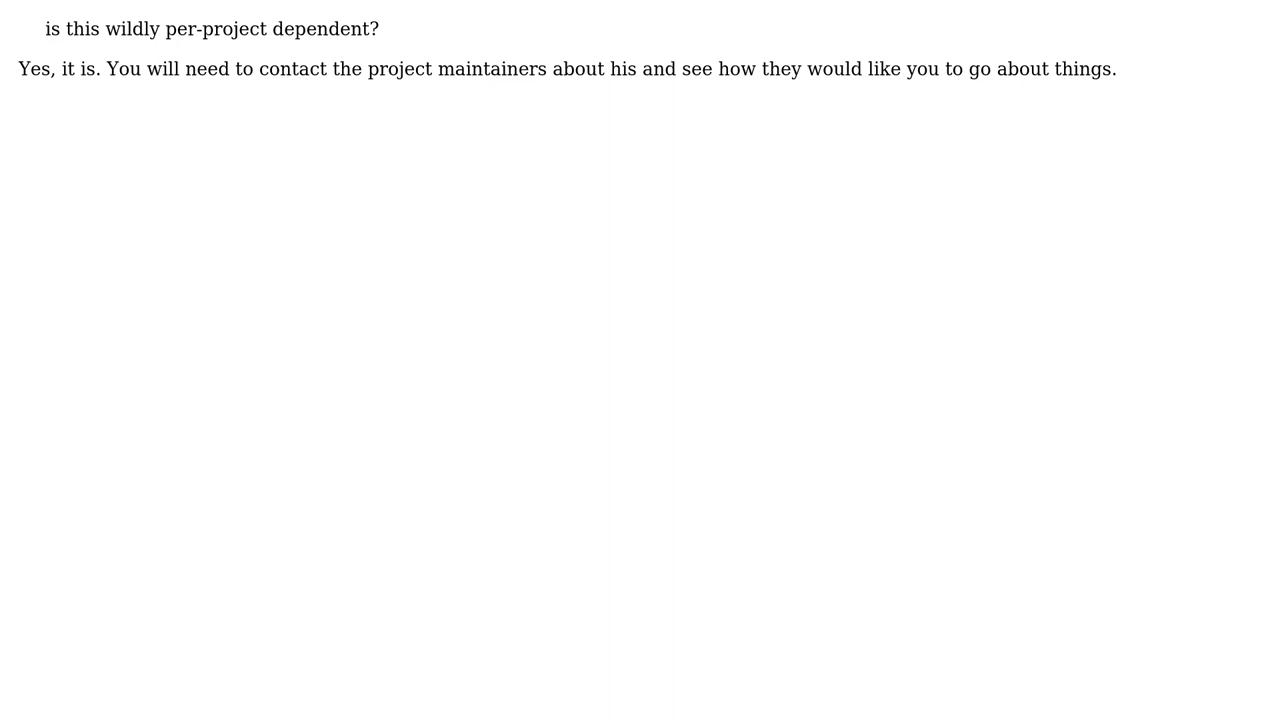 is this wildly per-project dependent?
Yes, it is. You will need to contact the project maintainers about his and see how they would like you to go about things.